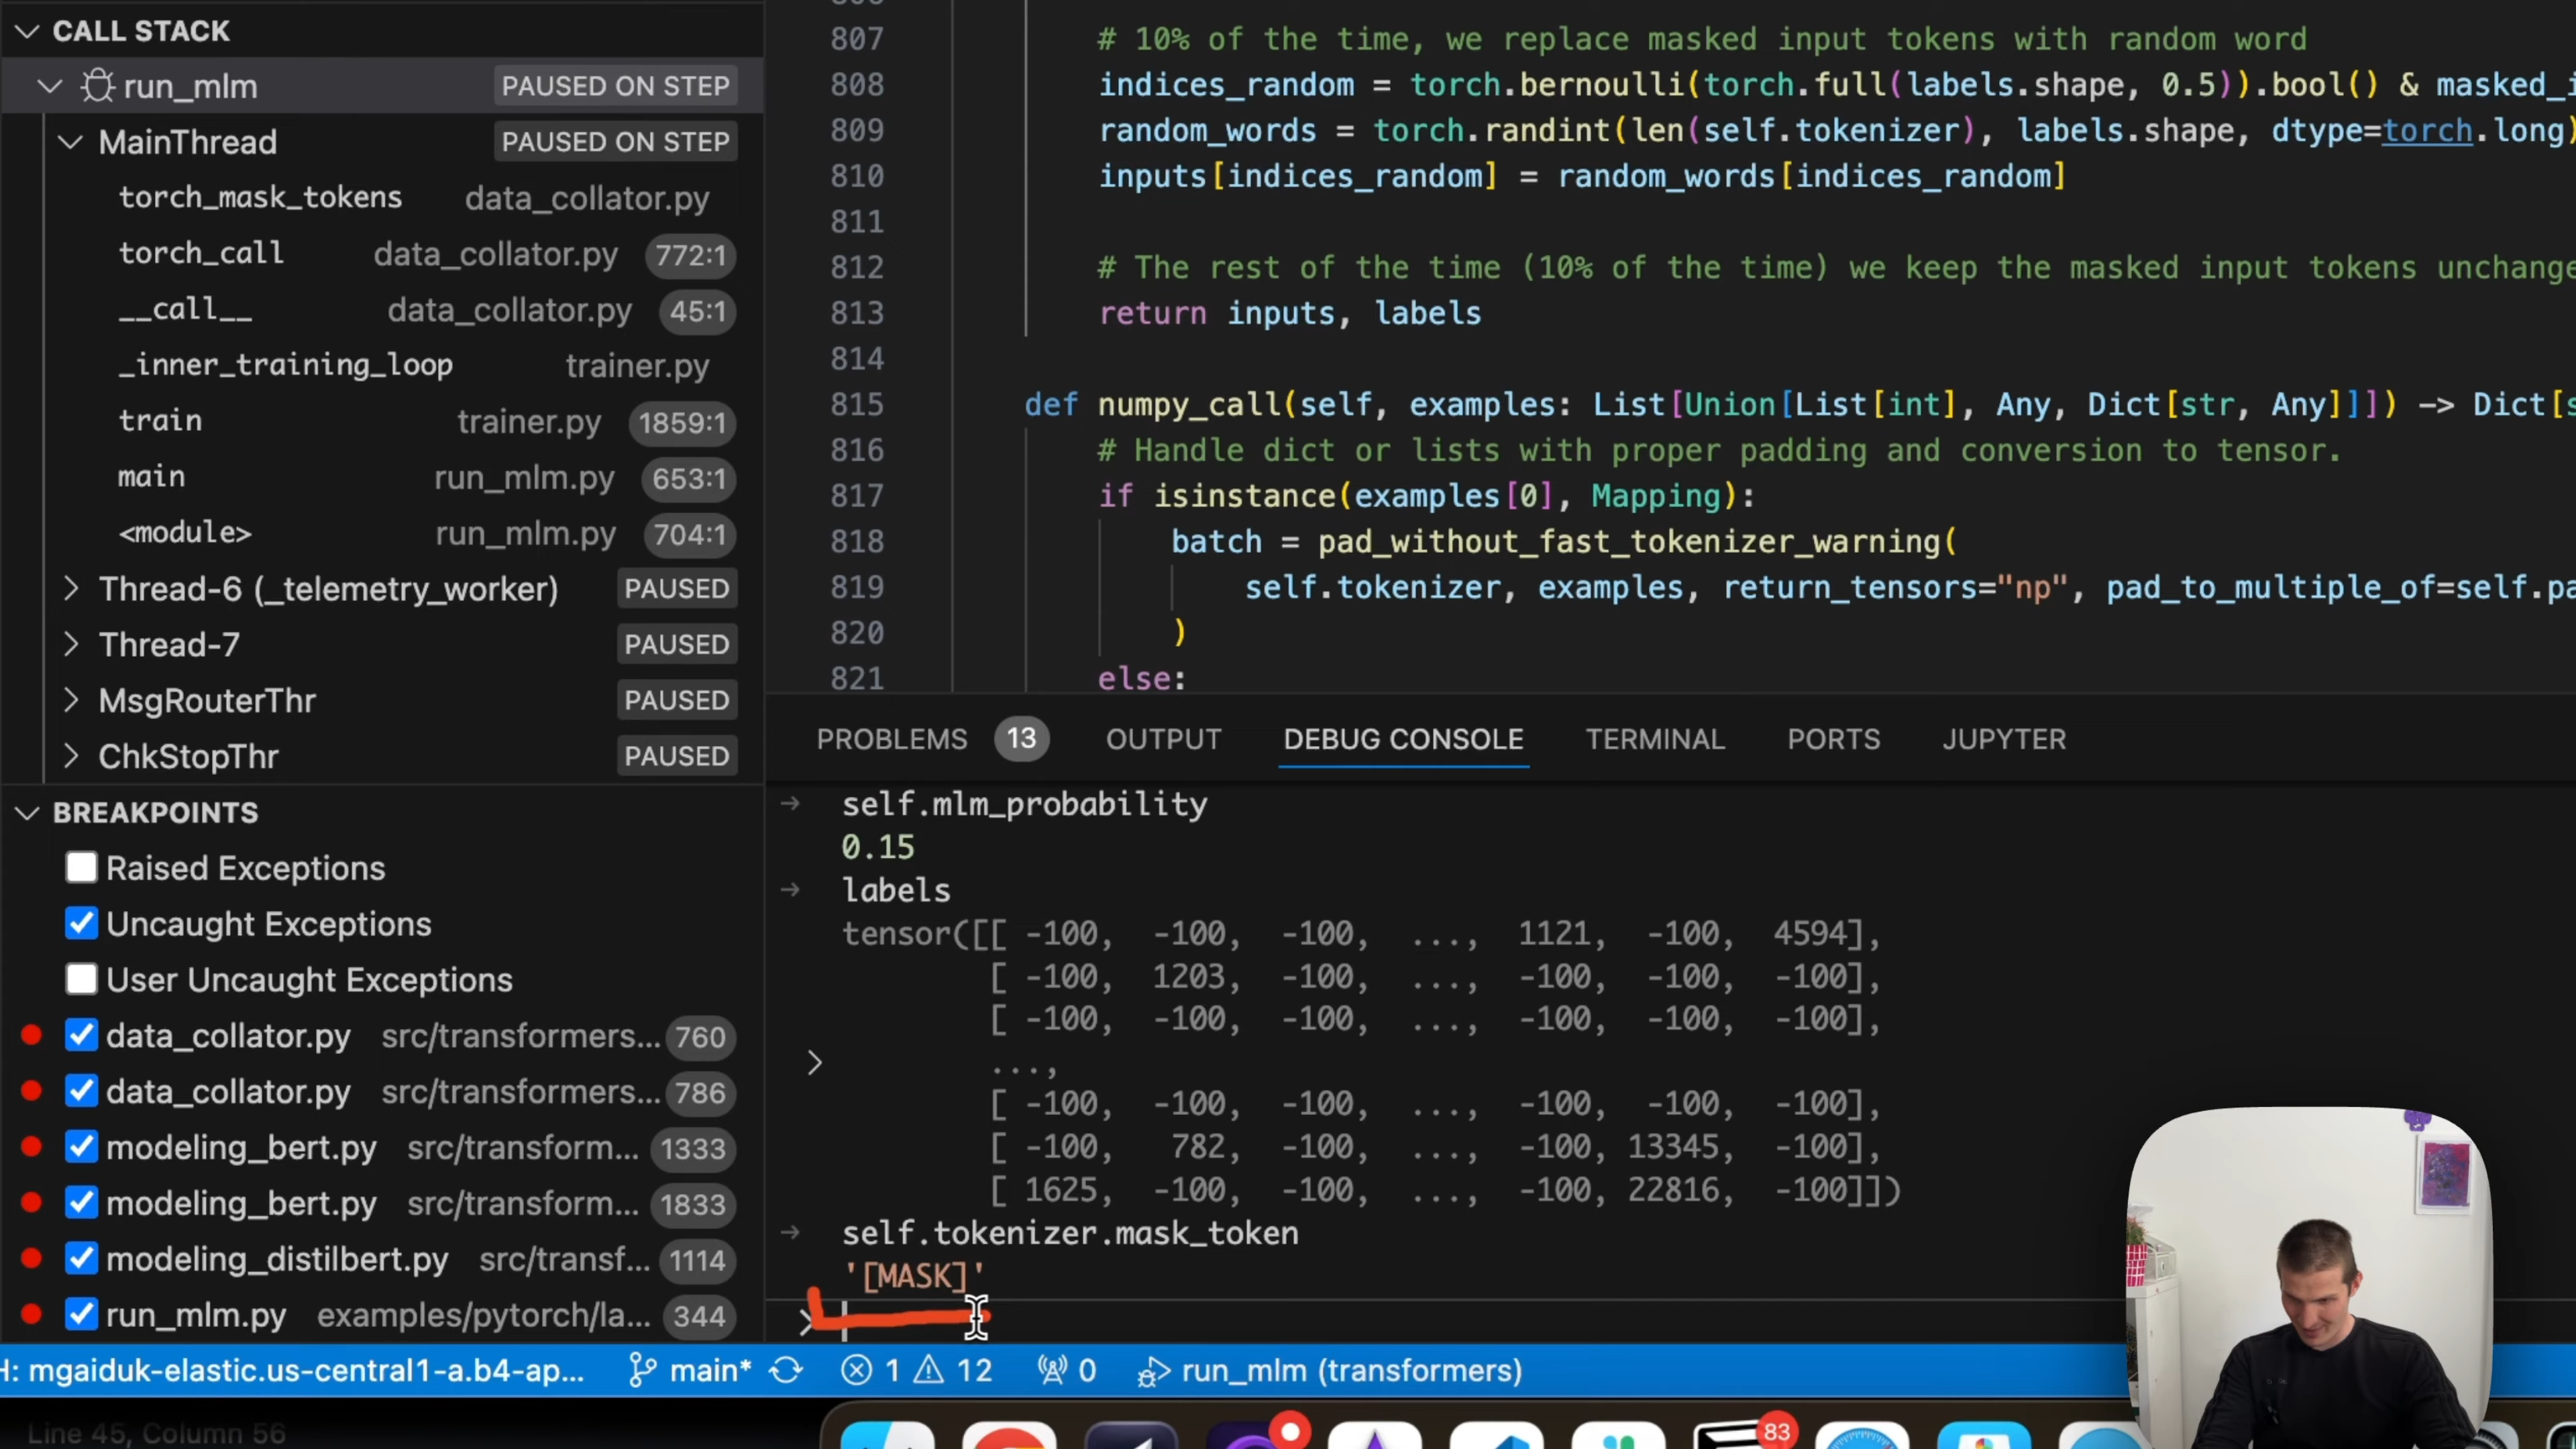 CALL STACK
run_mlm PAUSED ON STEP
MainThread PAUSED ON STEP
torch_mask_tokens data_collator.py
torch_call data_collator.py 772:1
__call__ data_collator.py 45:1
_inner_training_loop trainer.py
train trainer.py 1859:1
main run_mlm.py 653:1
<module> run_mlm.py 704:1
Thread-6 (_telemetry_worker) PAUSED
Thread-7 PAUSED
MsgRouterThr PAUSED
ChkStopThr PAUSED
BREAKPOINTS
Raised Exceptions
Uncaught Exceptions
User Uncaught Exceptions
data_collator.py src/transformers... 760
data_collator.py src/transformers... 786
modeling_bert.py src/transform... 1333
modeling_bert.py src/transform... 1833
modeling_distilbert.py src/transf... 1114
run_mlm.py examples/pytorch/la... 344
807 # 10% of the time, we replace masked input tokens with random word
808 indices_random = torch.bernoulli(torch.full(labels.shape, 0.5)).bool() & masked_i
809 random_words = torch.randint(len(self.tokenizer), labels.shape, dtype=torch.long)
810 inputs[indices_random] = random_words[indices_random]
811
812 # The rest of the time (10% of the time) we keep the masked input tokens unchange
813 return inputs, labels
814
815 def numpy_call(self, examples: List[Union[List[int], Any, Dict[str, Any]]]) -> Dict[s
816 # Handle dict or lists with proper padding and conversion to tensor.
817 if isinstance(examples[0], Mapping):
818 batch = pad_without_fast_tokenizer_warning(
819 self.tokenizer, examples, return_tensors="np", pad_to_multiple_of=self.pa
820 )
821 else:
PROBLEMS 13 OUTPUT DEBUG CONSOLE TERMINAL PORTS JUPYTER
self.mlm_probability
0.15
labels
tensor([[ -100, -100, -100, ..., 1121, -100, 4594],
[ -100, 1203, -100, ..., -100, -100, -100],
[ -100, -100, -100, ..., -100, -100, -100],
...,
[ -100, -100, -100, ..., -100, -100, -100],
[ -100, 782, -100, ..., -100, 13345, -100],
[ 1625, -100, -100, ..., -100, 22816, -100]])
self.tokenizer.mask_token
'[MASK]'
H: mgaiduk-elastic.us-central1-a.b4-ap... main* 1 12 0 run_mlm (transformers)
Line 45, Column 56
83